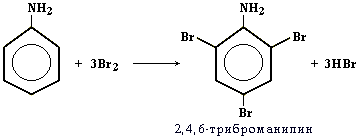 NH₂ NH₂
Br Br
+ 3Br₂ ⟶ + 3HBr
Br
2,4,6-триброманилин